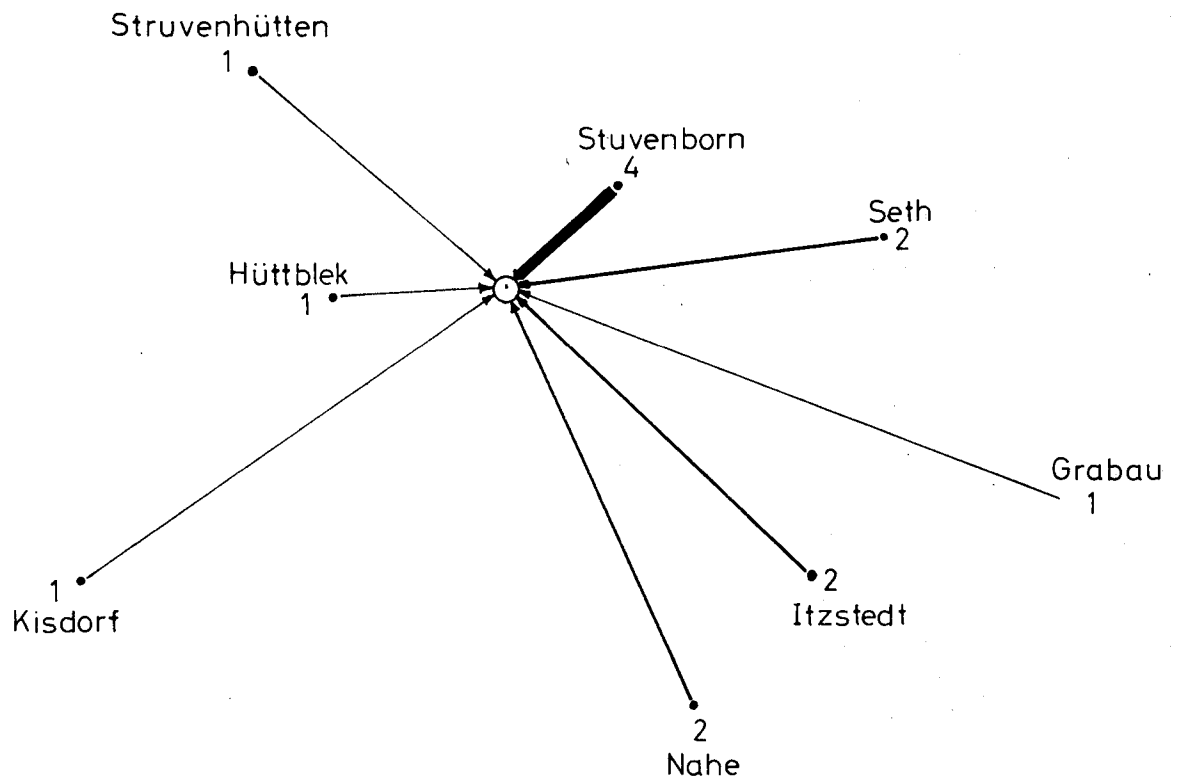 Struvenhütten
1
Stuvenborn
4
Seth
2
Hüttblek
1
Grabau
1
1
Kisdorf
2
Itzstedt
2
Nahe